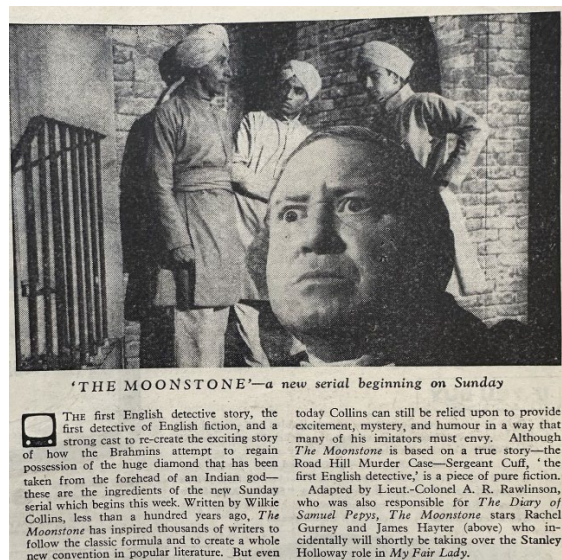 'THE MOONSTONE'—a new serial beginning on Sunday
THE first English detective story, the
first detective of English fiction, and a
strong cast to re-create the exciting story
of how the Brahmins attempt to regain
possession of the huge diamond that has been
taken from the forehead of an Indian god—
these are the ingredients of the new Sunday
serial which begins this week. Written by Wilkie
Collins, less than a hundred years ago, The
Moonstone has inspired thousands of writers to
follow the classic formula and to create a whole
new convention in popular literature. But even
today Collins can still be relied upon to provide
excitement, mystery, and humour in a way that
many of his imitators must envy. Although
The Moonstone is based on a true story—the
Road Hill Murder Case—Sergeant Cuff, 'the
first English detective,' is a piece of pure fiction.
Adapted by Lieut.-Colonel A. R. Rawlinson,
who was also responsible for The Diary of
Samuel Pepys, The Moonstone stars Rachel
Gurney and James Hayter (above) who in-
cidentally will shortly be taking over the Stanley
Holloway role in My Fair Lady.